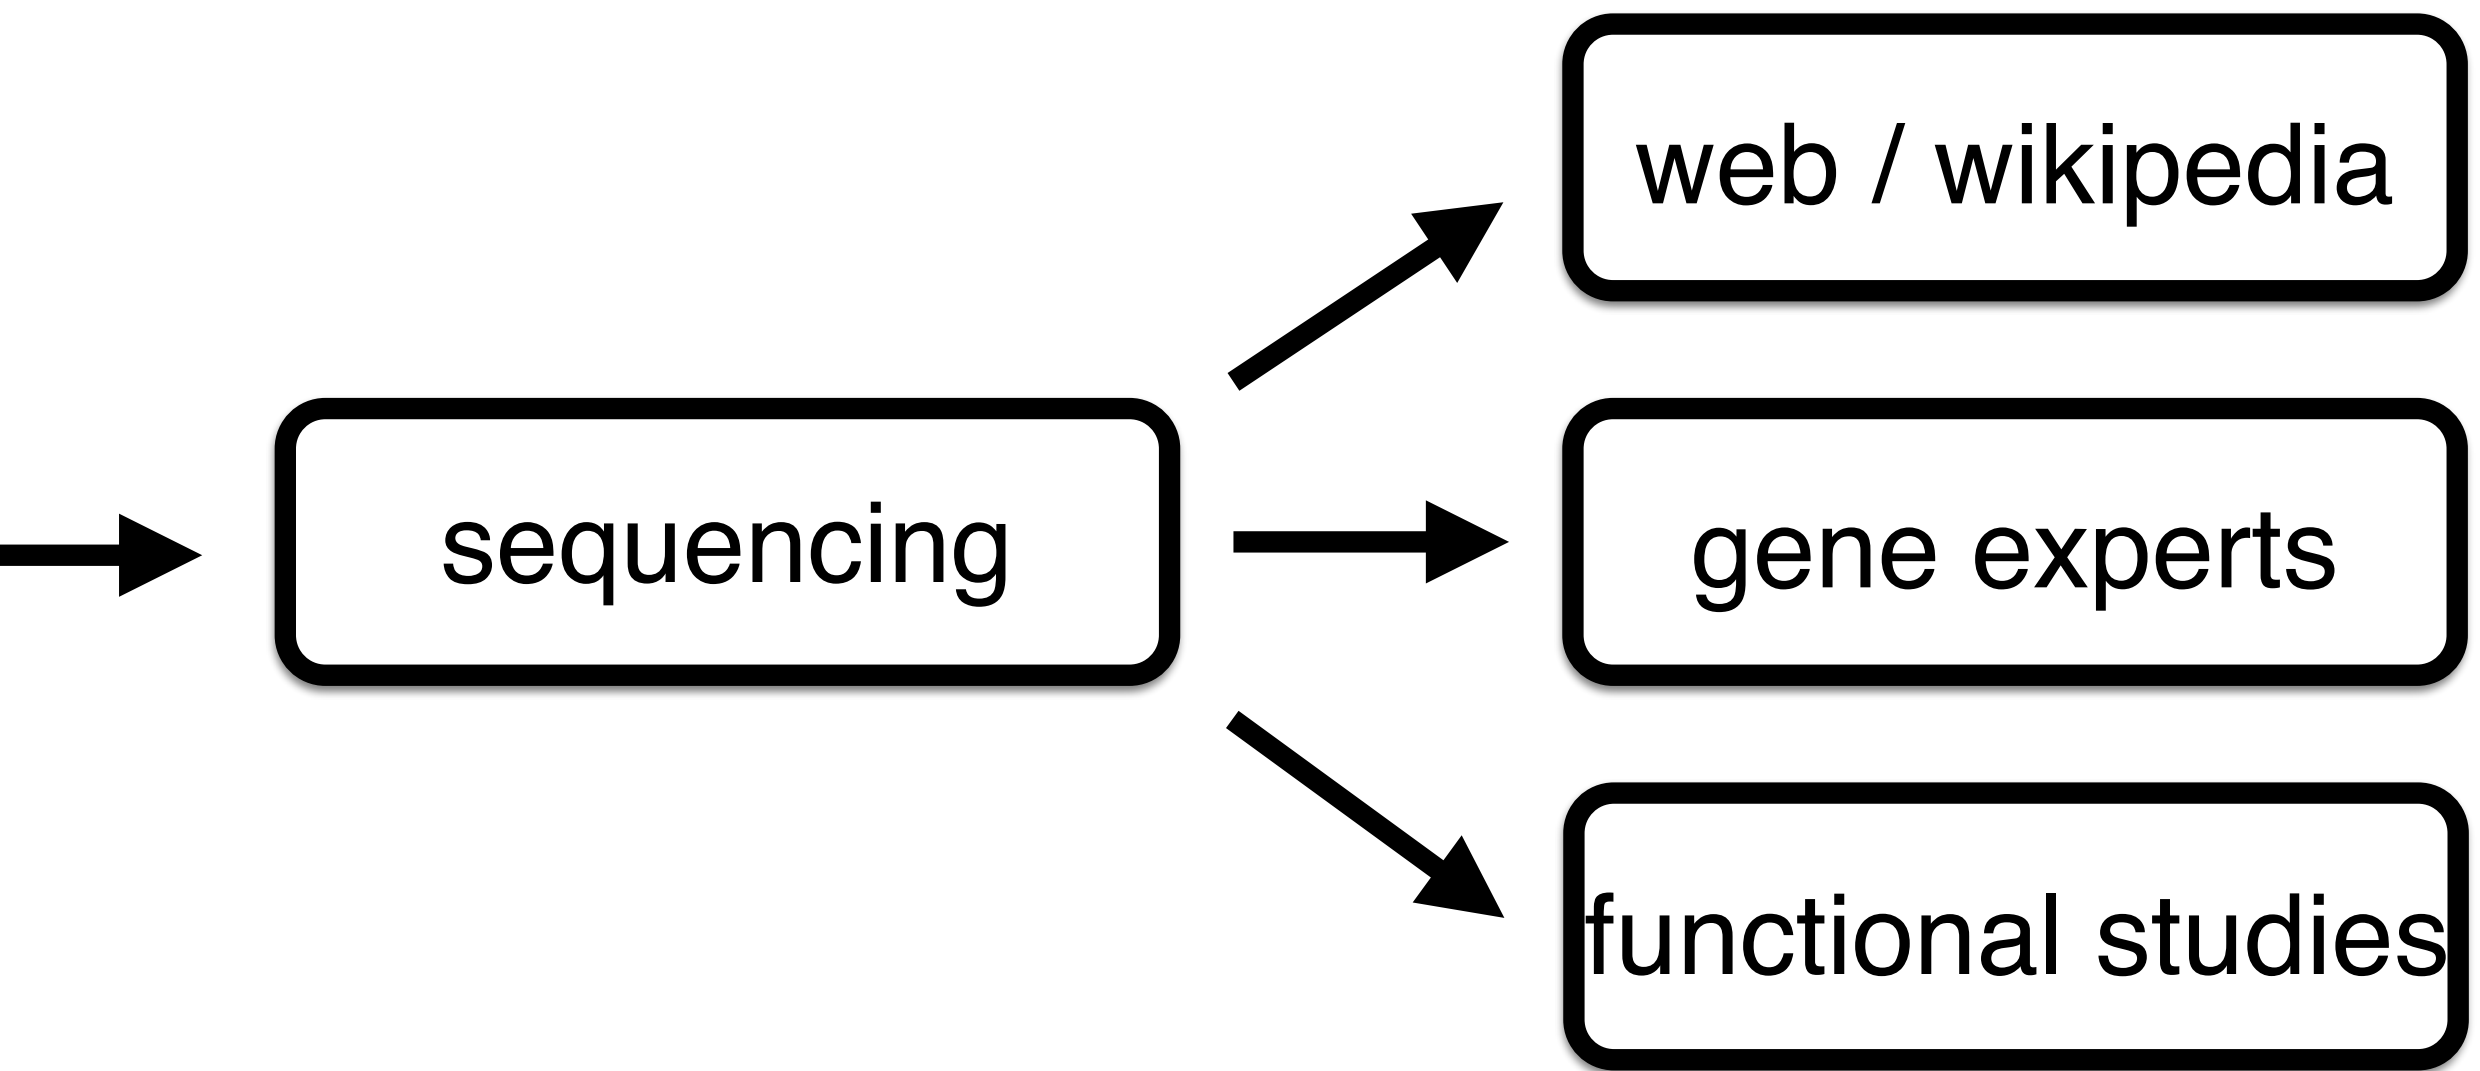 web / wikipedia
sequencing
gene experts
functional studies